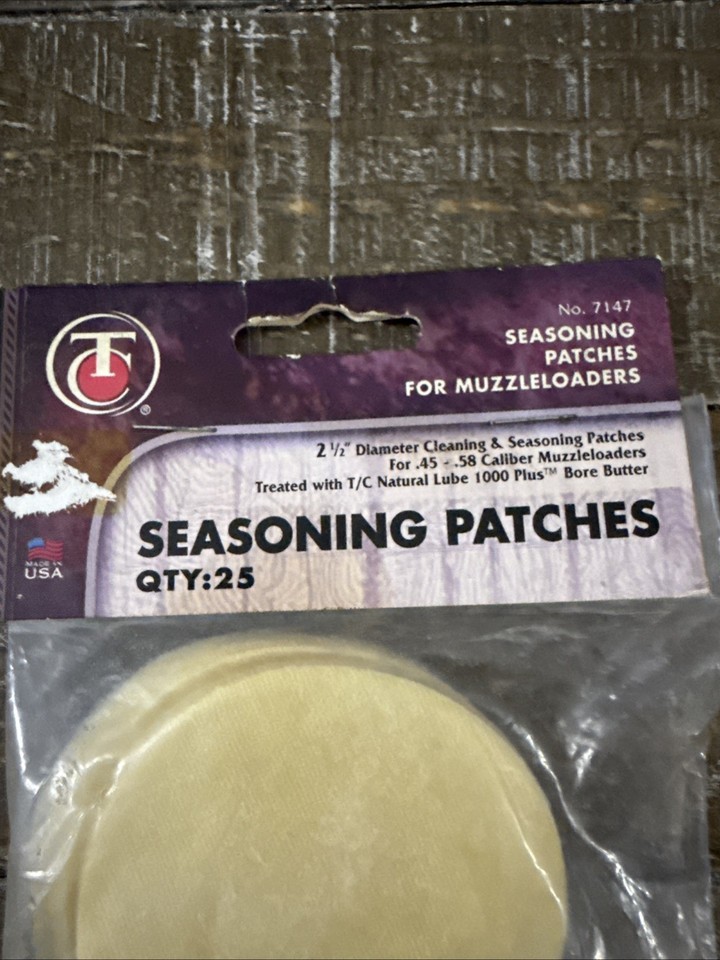 TC
®
No. 7147
SEASONING
PATCHES
FOR MUZZLELOADERS
2 ½" Diameter Cleaning & Seasoning Patches
For .45 - .58 Caliber Muzzleloaders
Treated with T/C Natural Lube 1000 Plus™ Bore Butter
SEASONING PATCHES
QTY:25
MADE IN
USA